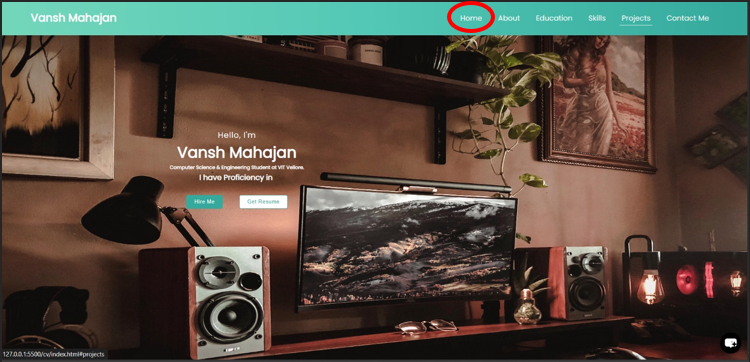 Vansh Mahajan
Home About Education Skills Projects Contact Me
Hello, I'm
Vansh Mahajan
Computer Science & Engineering Student at VIT Vellore.
I have Proficiency in
Hire Me Get Resume
127.0.0.1:5500/cv/index.html#projects